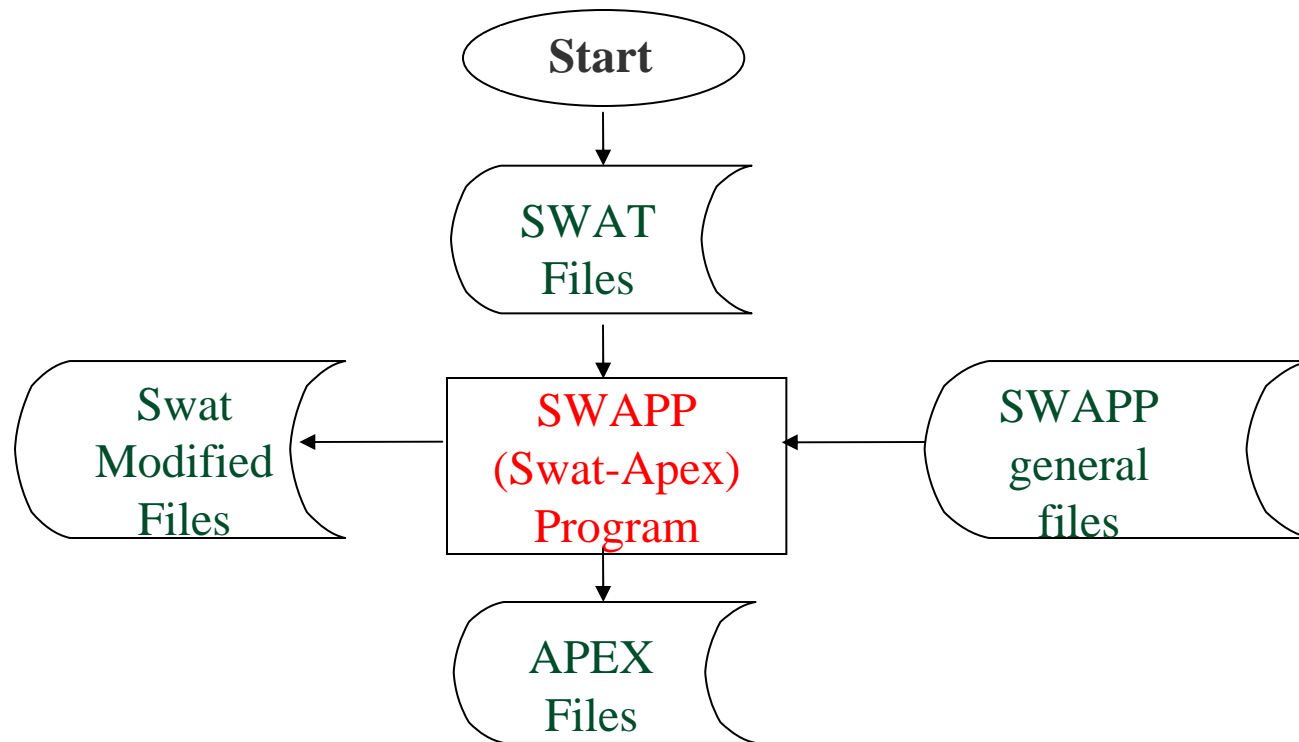 Start
SWAT
Files
Swat
Modified
Files
SWAPP
(Swat-Apex)
Program
SWAPP
general
files
APEX
Files